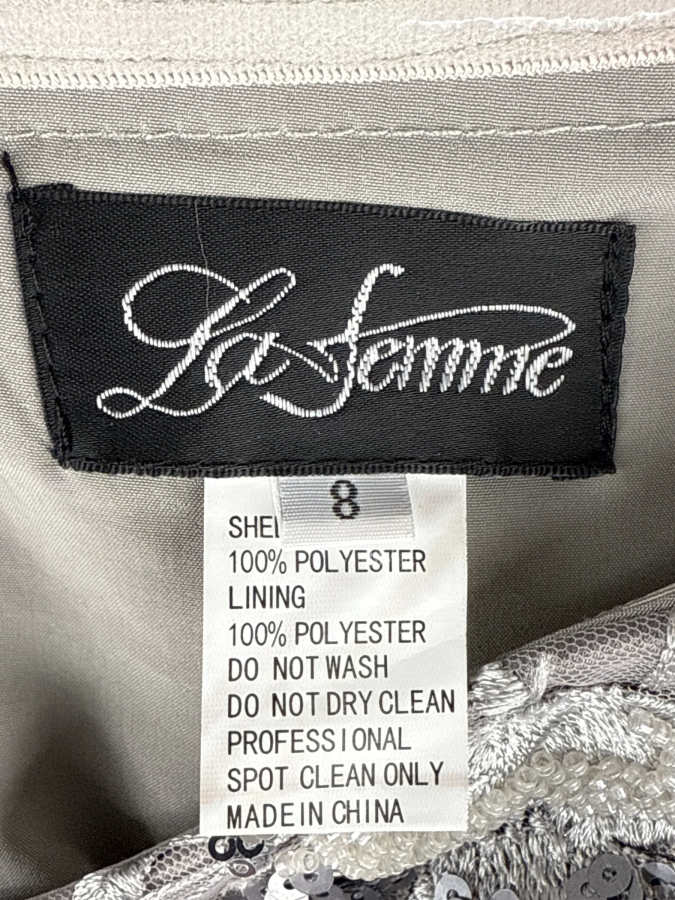 La femme
8
SHEL
100% POLYESTER
LINING
100% POLYESTER
DO NOT WASH
DO NOT DRY CLEAN
PROFESSIONAL
SPOT CLEAN ONLY
MADE IN CHINA